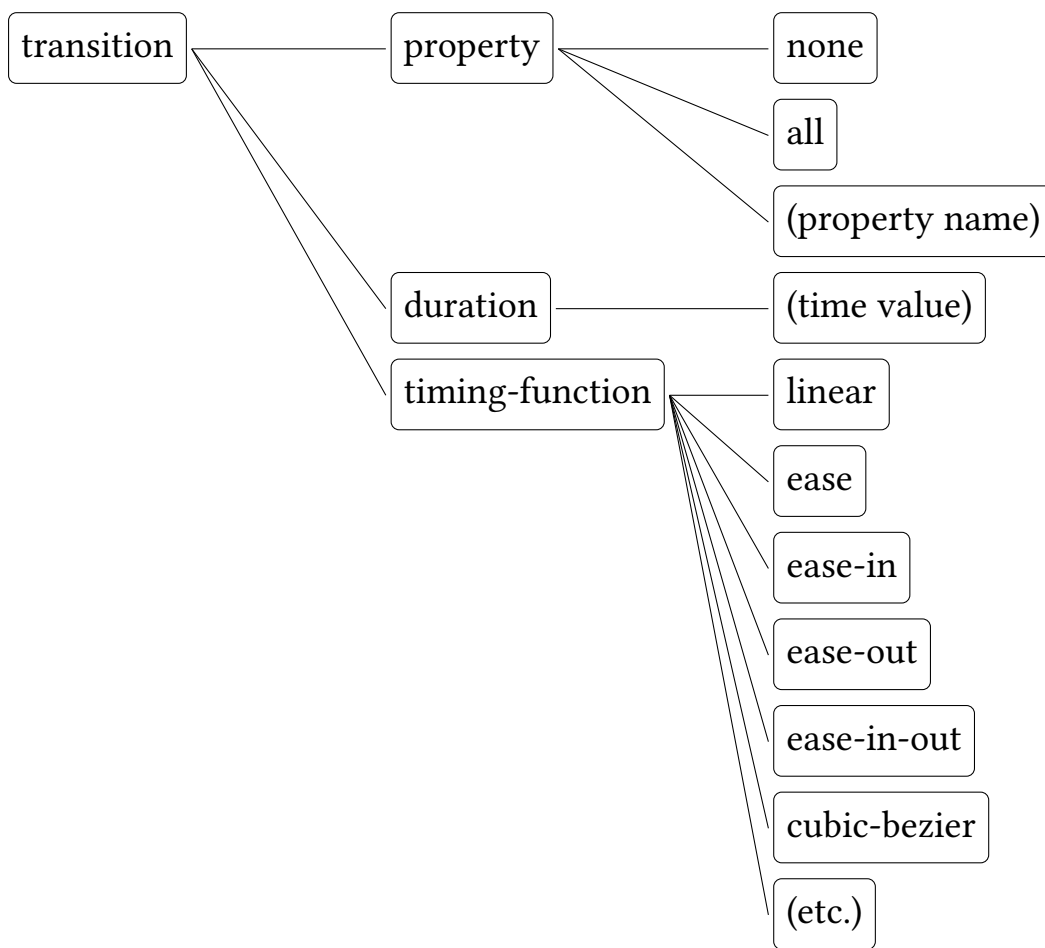 transition
property
none
all
(property name)
duration
(time value)
timing-function
linear
ease
ease-in
ease-out
ease-in-out
cubic-bezier
(etc.)